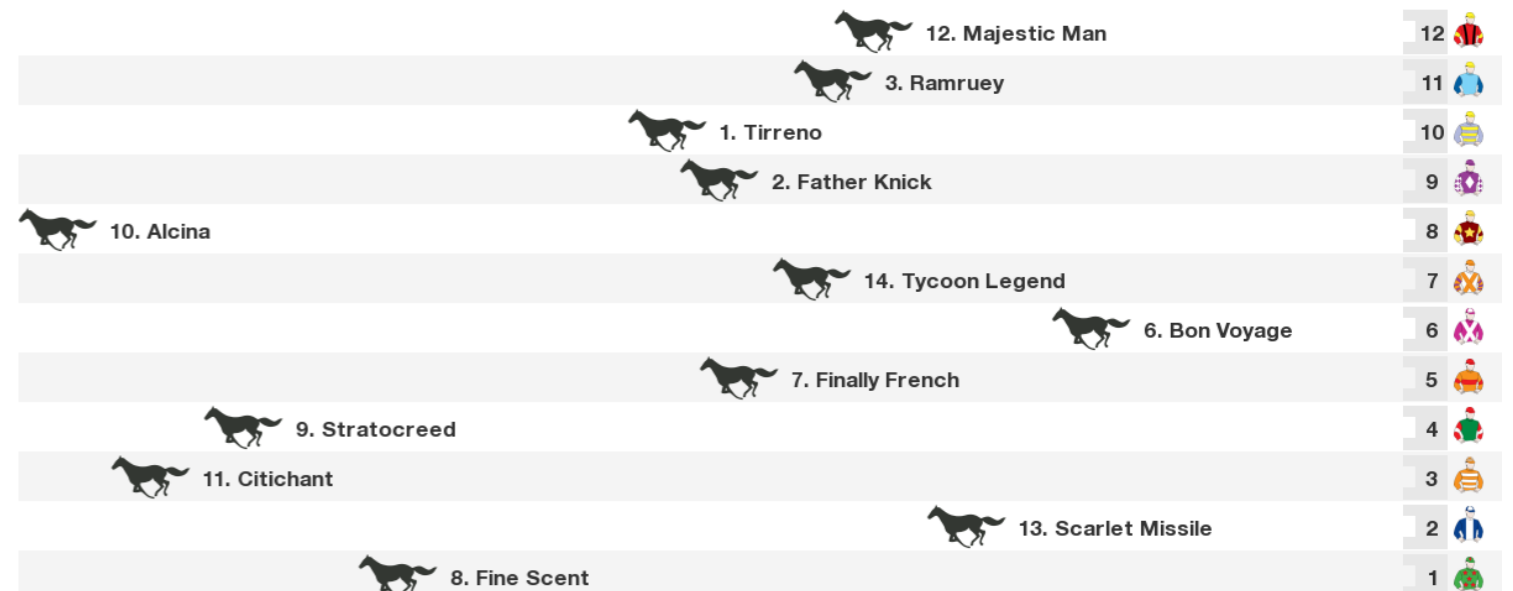 12. Majestic Man 12
3. Ramruey 11
1. Tirreno 10
2. Father Knick 9
10. Alcina 8
14. Tycoon Legend 7
6. Bon Voyage 6
7. Finally French 5
9. Stratocreed 4
11. Citichant 3
13. Scarlet Missile 2
8. Fine Scent 1